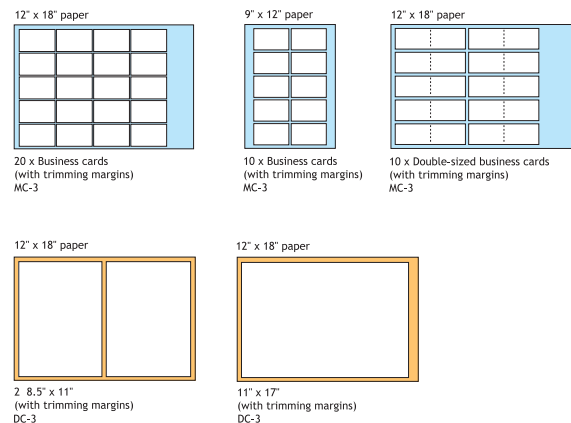 12" x 18" paper
20 x Business cards
(with trimming margins)
MC-3
9" x 12" paper
10 x Business cards
(with trimming margins)
MC-3
12" x 18" paper
10 x Double-sized business cards
(with trimming margins)
MC-3
12" x 18" paper
2  8.5" x 11"
(with trimming margins)
DC-3
12" x 18" paper
11" x 17"
(with trimming margins)
DC-3